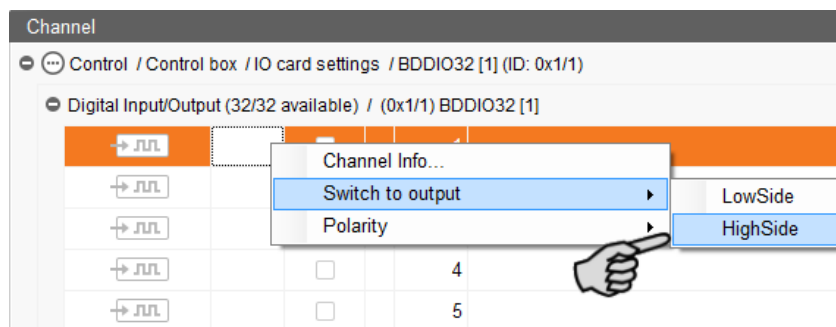 Channel
Control / Control box / IO card settings / BDDIO32 [1] (ID: 0x1/1)
Digital Input/Output (32/32 available) / (0x1/1) BDDIO32 [1]
Channel Info...
Switch to output
LowSide
Polarity
HighSide
4
5